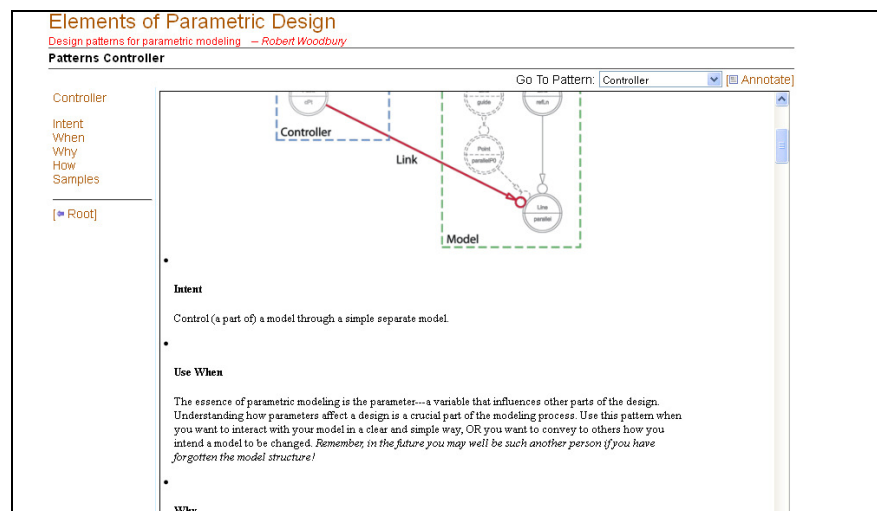 Elements of Parametric Design
Design patterns for parametric modeling — Robert Woodbury
Patterns Controller
Go To Pattern: Controller [Annotate]
Controller
Intent
When
Why
How
Samples
[Root]
cPt
Controller
Link
guide
refLn
Point
parallelP0
Line
parallel
Model
Intent
Control (a part of) a model through a simple separate model.
Use When
The essence of parametric modeling is the parameter---a variable that influences other parts of the design.
Understanding how parameters affect a design is a crucial part of the modeling process. Use this pattern when
you want to interact with your model in a clear and simple way, OR you want to convey to others how you
intend a model to be changed. Remember, in the future you may well be such another person if you have
forgotten the model structure!
Why